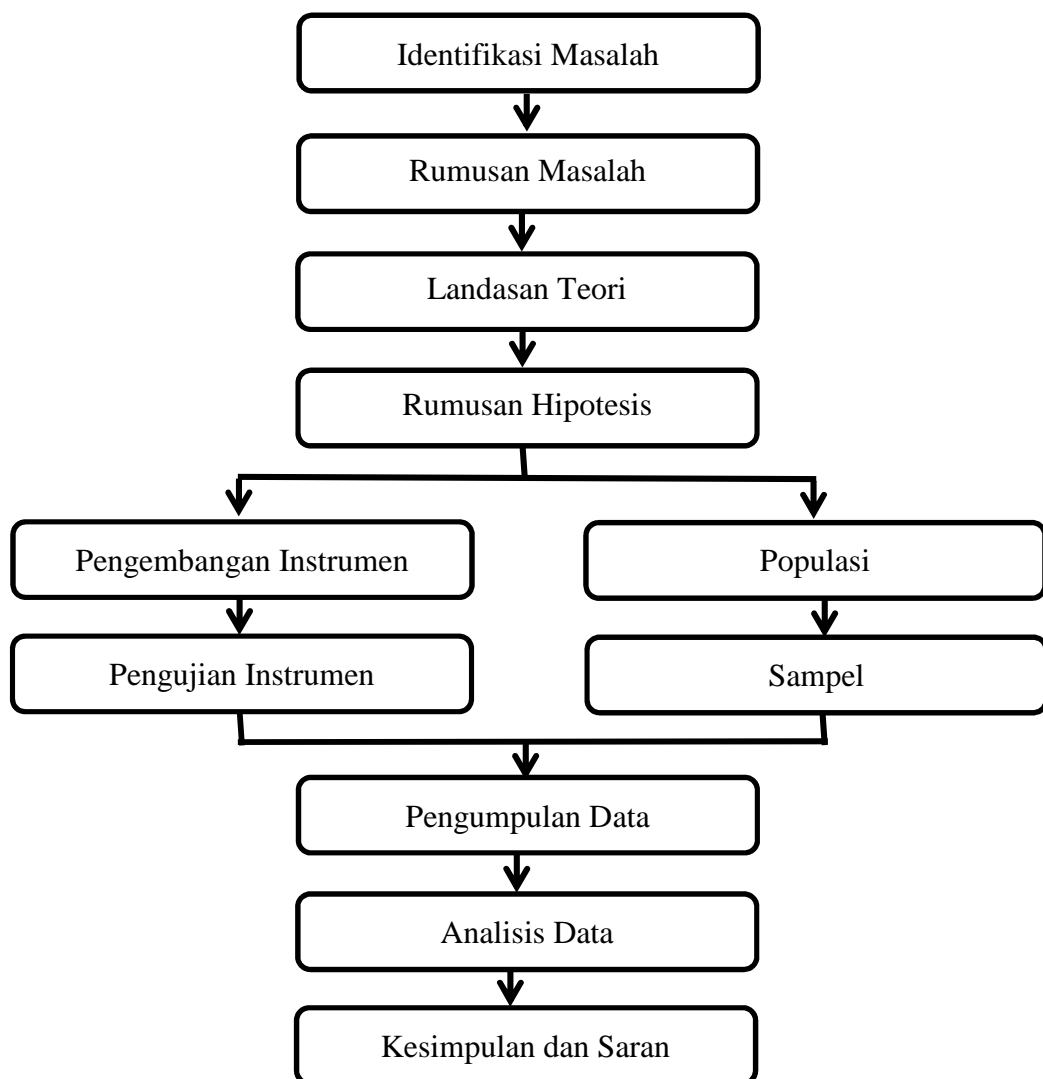 Identifikasi Masalah
Rumusan Masalah
Landasan Teori
Rumusan Hipotesis
Pengembangan Instrumen
Populasi
Pengujian Instrumen
Sampel
Pengumpulan Data
Analisis Data
Kesimpulan dan Saran